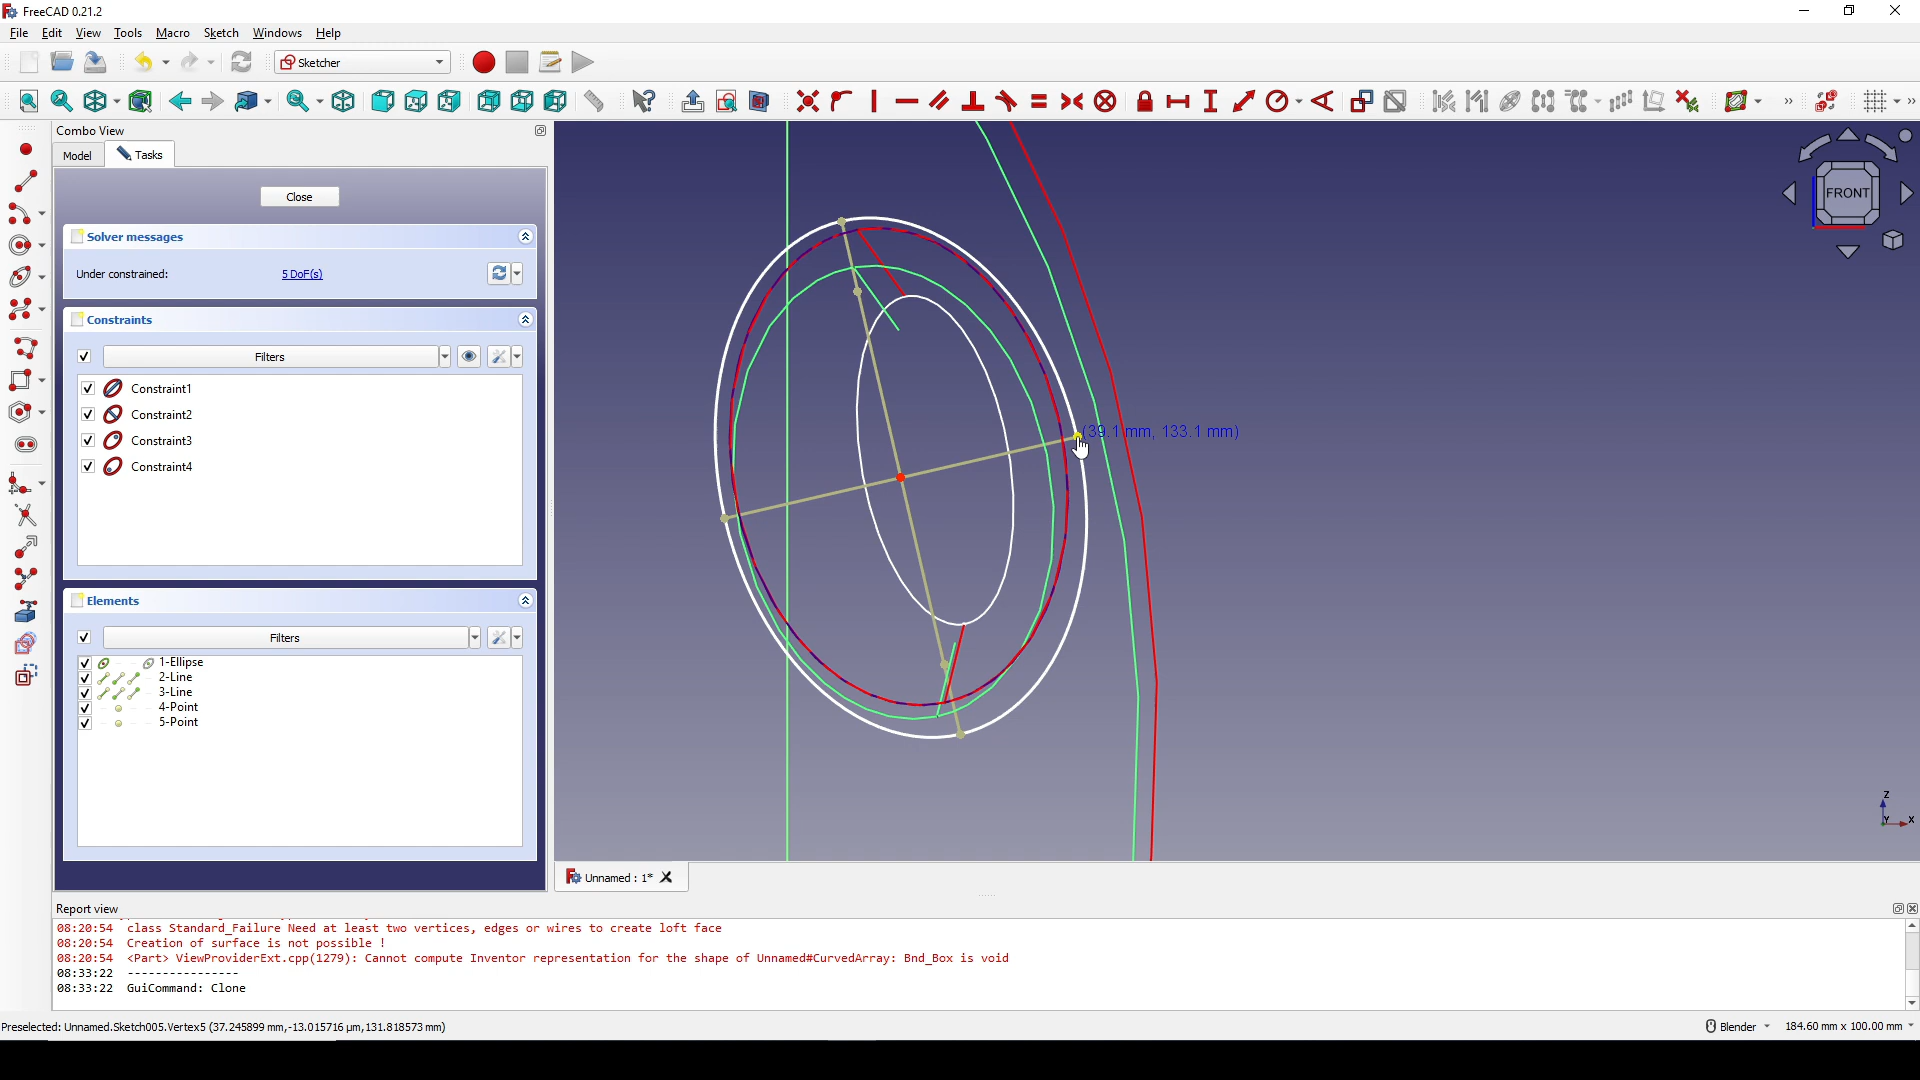 FreeCAD 0.21.2
File Edit View Tools Macro Sketch Windows Help
Sketcher
Combo View
Model Tasks
FRONT
Close
Solver messages
Under constrained: 5 DoF(s)
Constraints
Filters
Constraint1
Constraint2
Constraint3
Constraint4
(39.1 mm, 133.1 mm)
Elements
Filters
1-Ellipse
2-Line
3-Line
4-Point
5-Point
Z
Y X
Unnamed : 1*
Report view
08:20:54 class Standard_Failure Need at least two vertices, edges or wires to create loft face
08:20:54 Creation of surface is not possible !
08:20:54 <Part> ViewProviderExt.cpp(1279): Cannot compute Inventor representation for the shape of Unnamed#CurvedArray: Bnd_Box is void
08:33:22 ----------------
08:33:22 GuiCommand: Clone
Preselected: Unnamed.Sketch005.Vertex5 (37.245899 mm,-13.015716 µm,131.818573 mm) Blender 184.60 mm x 100.00 mm